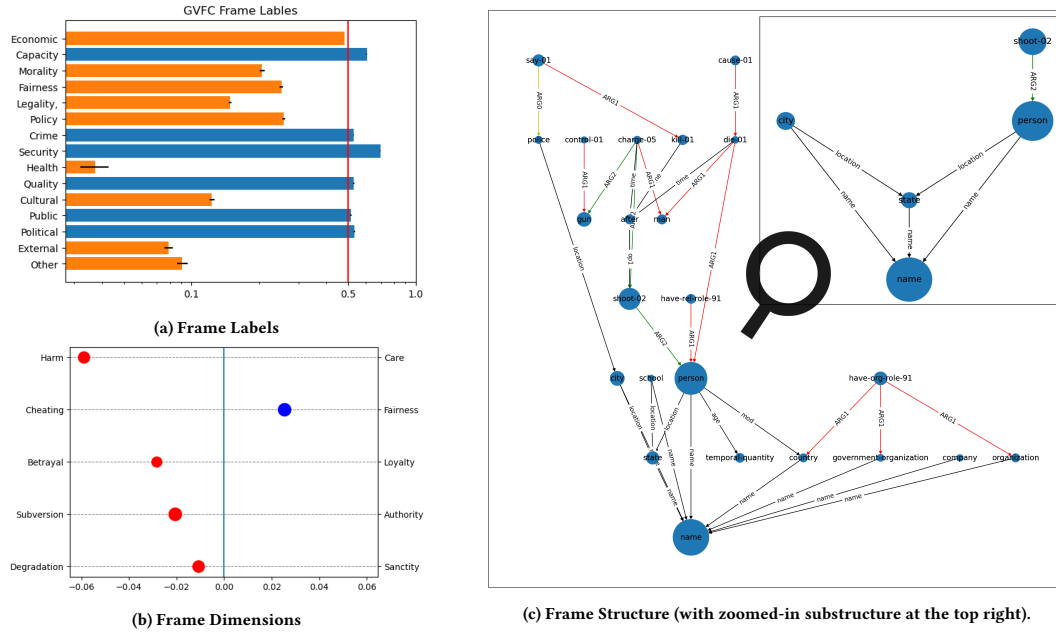 GVFC Frame Lables
Economic
Capacity
Morality
Fairness
Legality,
Policy
Crime
Security
Health
Quality
Cultural
Public
Political
External
Other
0.1
0.5
1.0
(a) Frame Labels
Harm
Care
Cheating
Fairness
Betrayal
Loyalty
Subversion
Authority
Degradation
Sanctity
−0.06
−0.04
−0.02
0.00
0.02
0.04
0.06
(b) Frame Dimensions
say-01
cause-01
ARG0
ARG1
ARG1
police
control-01
charge-05
kill-01
die-01
ARG1
ARG2
time
ARG1
time
ARG1
gun
after
man
location
op1
ARG1
shoot-02
have-rel-role-91
ARG2
ARG1
city
school
person
have-org-role-91
location
location
location
age
mod
ARG1
ARG1
ARG1
state
name
name
temporal-quantity
country
government-organization
company
organization
name
name
name
name
name
name
shoot-02
ARG2
city
person
location
location
name
state
name
name
name
(c) Frame Structure (with zoomed-in substructure at the top right).